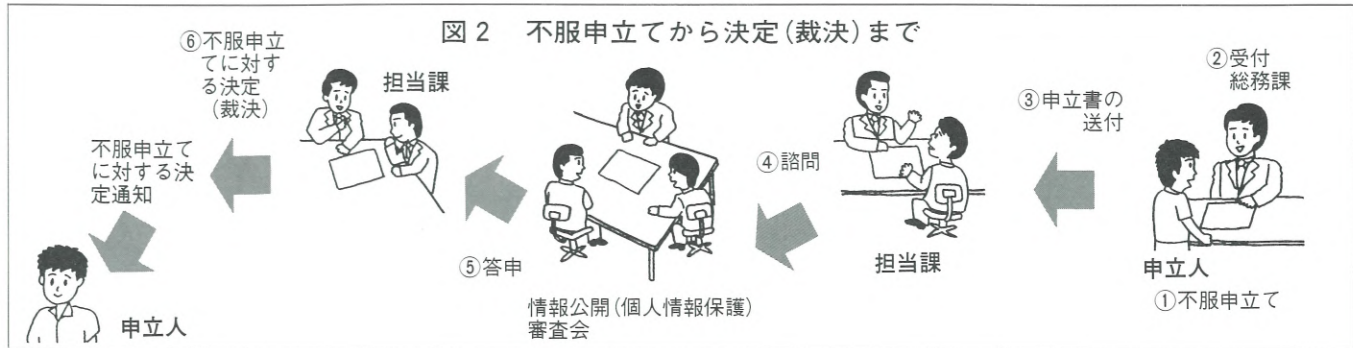 図2 不服申立てから決定(裁決)まで
申立人
①不服申立て
②受付
総務課
③申立書の
送付
担当課
④諮問
情報公開(個人情報保護)
審査会
⑤答申
担当課
⑥不服申立
てに対す
る決定
(裁決)
不服申立て
に対する決
定通知
申立人